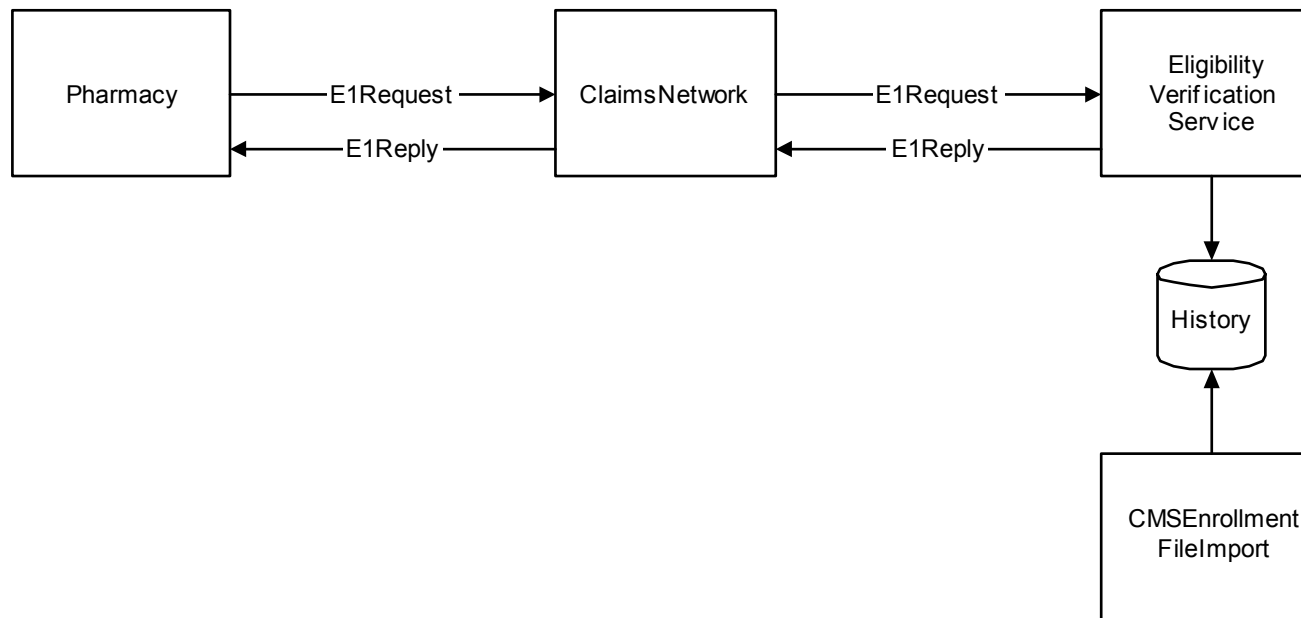 Pharmacy
E1Request
ClaimsNetwork
E1Request
Eligibility
Verification
Service
E1Reply
E1Reply
History
CMSEnrollment
FileImport